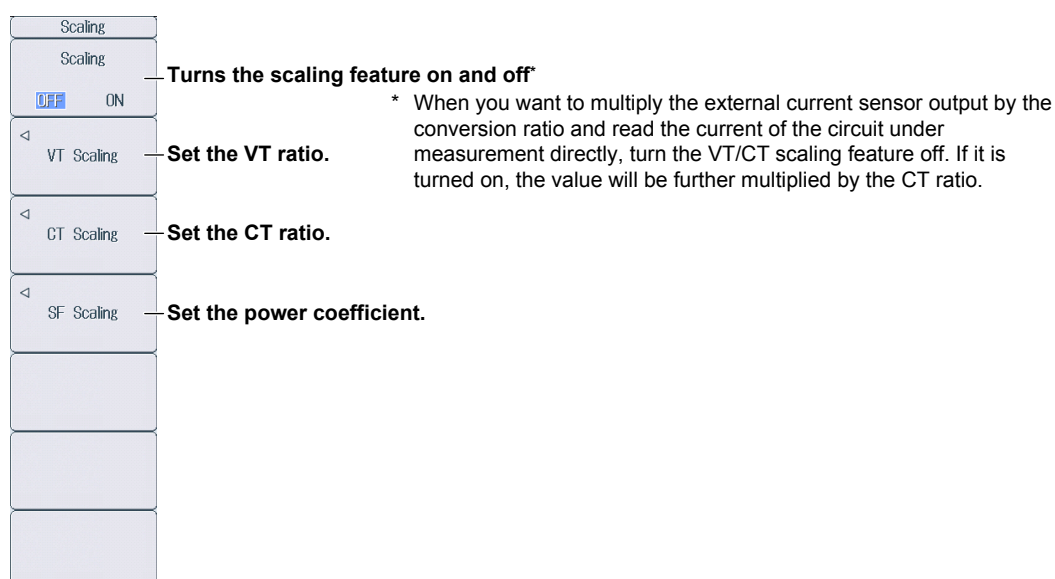 Scaling
Scaling
OFF ON
Turns the scaling feature on and off*
* When you want to multiply the external current sensor output by the
conversion ratio and read the current of the circuit under
measurement directly, turn the VT/CT scaling feature off. If it is
turned on, the value will be further multiplied by the CT ratio.
VT Scaling
Set the VT ratio.
CT Scaling
Set the CT ratio.
SF Scaling
Set the power coefficient.